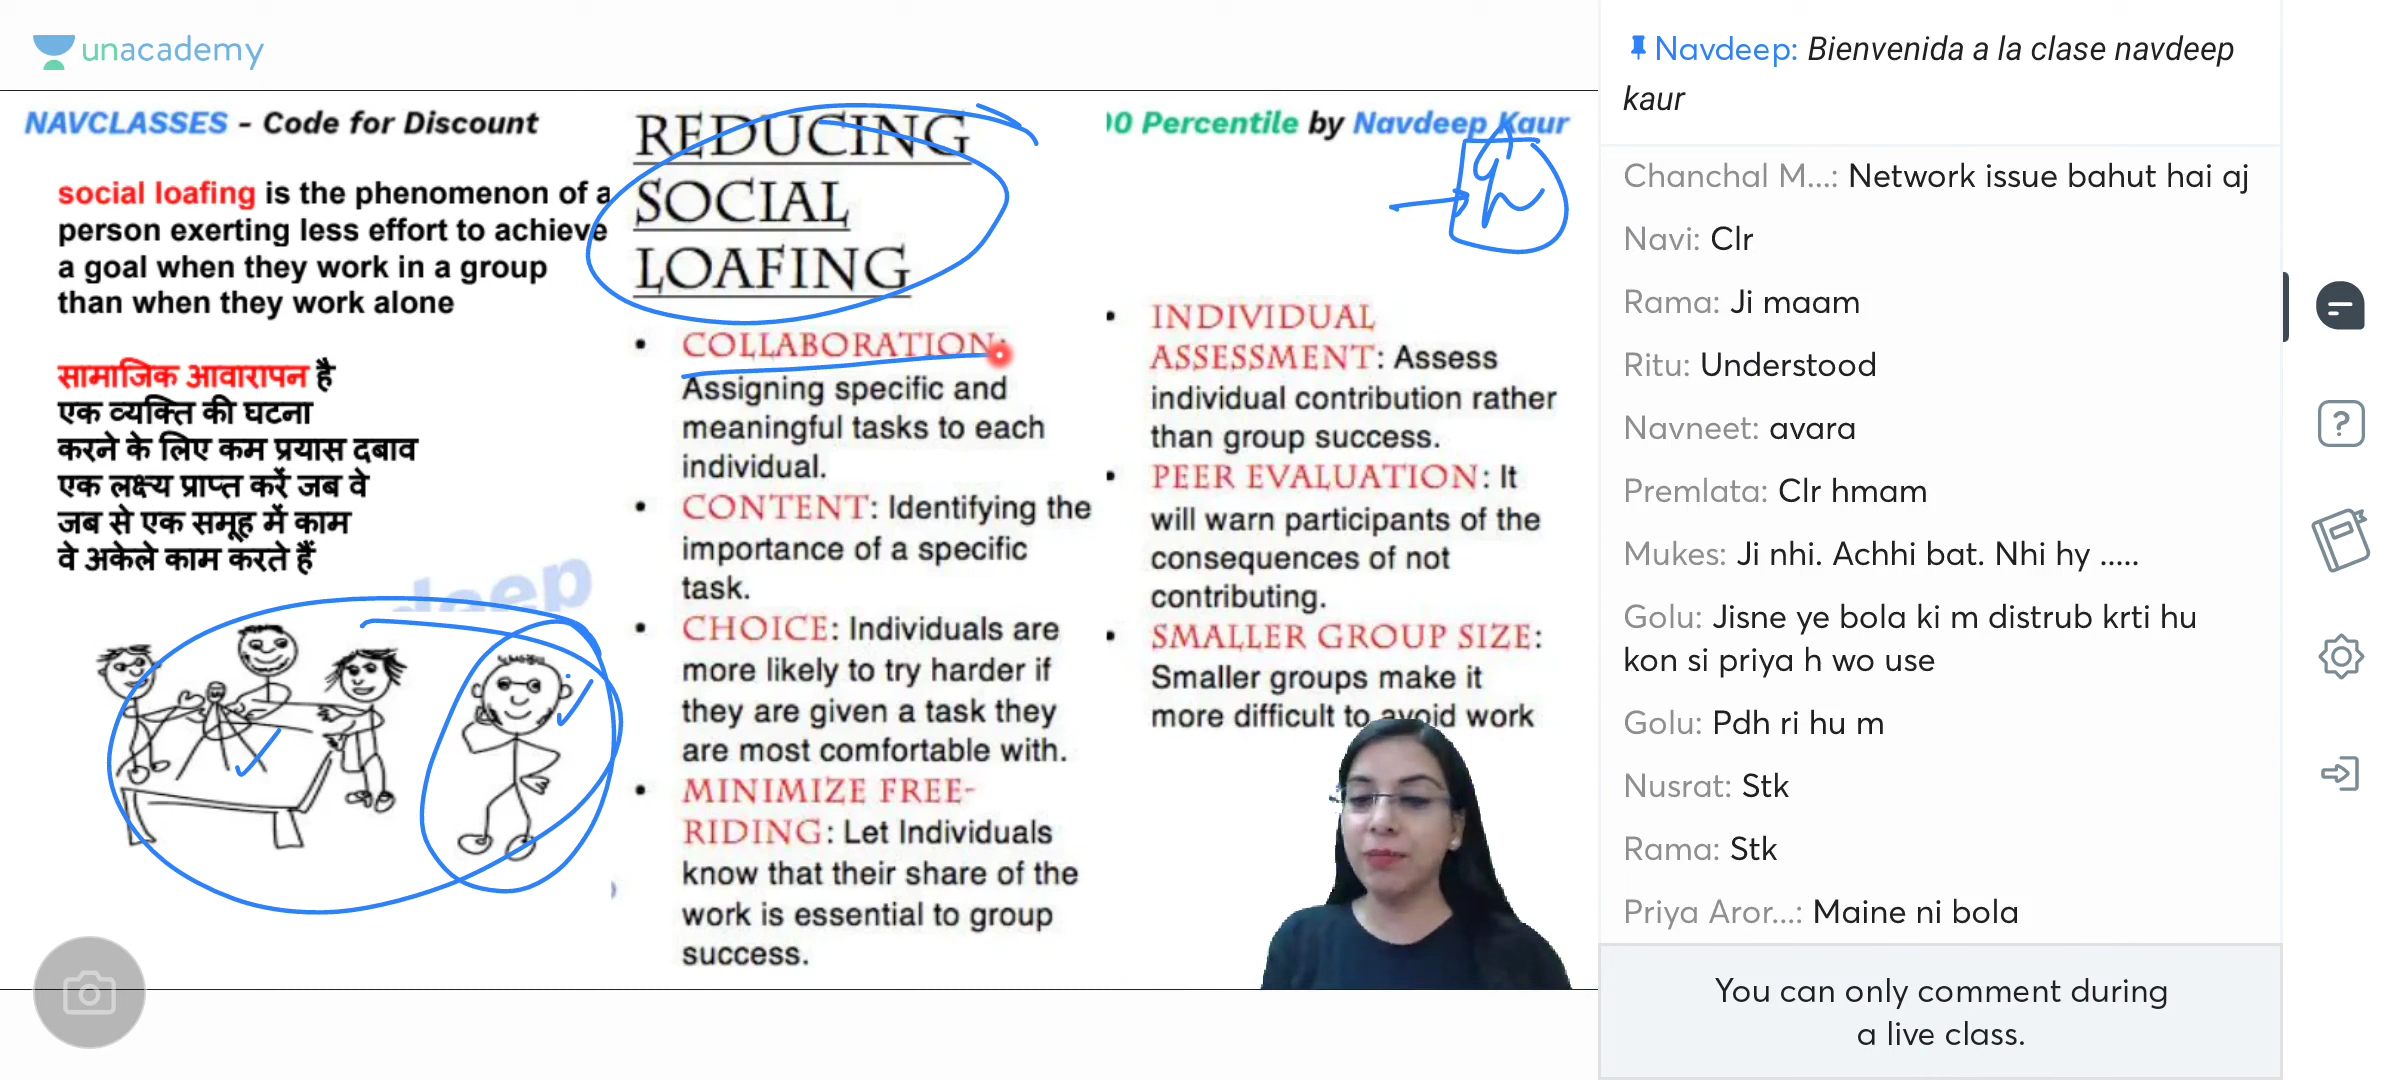 unacademy
NAVCLASSES - Code for Discount
social loafing is the phenomenon of a
person exerting less effort to achieve
a goal when they work in a group
than when they work alone
सामाजिक आवारापन है
एक व्यक्ति की घटना
करने के लिए कम प्रयास दबाव
एक लक्ष्य प्राप्त करें जब वे
जब से एक समूह में काम
वे अकेले काम करते हैं
deep
REDUCING
SOCIAL
LOAFING
• COLLABORATION:
Assigning specific and
meaningful tasks to each
individual.
• CONTENT: Identifying the
importance of a specific
task.
• CHOICE: Individuals are
more likely to try harder if
they are given a task they
are most comfortable with.
• MINIMIZE FREE-
RIDING: Let Individuals
know that their share of the
work is essential to group
success.
0 Percentile by Navdeep Kaur
• INDIVIDUAL
ASSESSMENT: Assess
individual contribution rather
than group success.
• PEER EVALUATION: It
will warn participants of the
consequences of not
contributing.
• SMALLER GROUP SIZE:
Smaller groups make it
more difficult to avoid work
Navdeep: Bienvenida a la clase navdeep
kaur
Chanchal M...: Network issue bahut hai aj
Navi: Clr
Rama: Ji maam
Ritu: Understood
Navneet: avara
Premlata: Clr hmam
Mukes: Ji nhi. Achhi bat. Nhi hy .....
Golu: Jisne ye bola ki m distrub krti hu
kon si priya h wo use
Golu: Pdh ri hu m
Nusrat: Stk
Rama: Stk
Priya Aror...: Maine ni bola
You can only comment during
a live class.